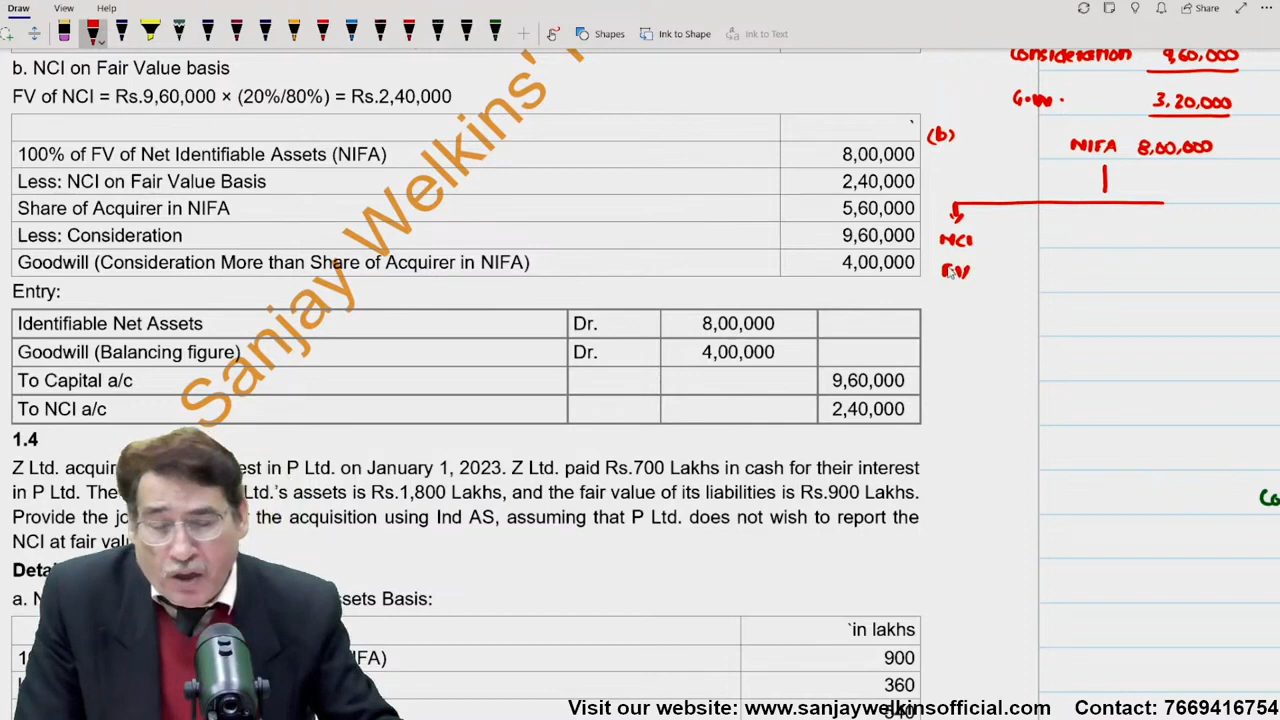 Draw View Help
Share
Shapes Ink to Shape Ink to Text
b. NCI on Fair Value basis
FV of NCI = Rs.9,60,000 × (20%/80%) = Rs.2,40,000
`
100% of FV of Net Identifiable Assets (NIFA) 8,00,000
Less: NCI on Fair Value Basis 2,40,000
Share of Acquirer in NIFA 5,60,000
Less: Consideration 9,60,000
Goodwill (Consideration More than Share of Acquirer in NIFA) 4,00,000
Entry:
Identifiable Net Assets Dr. 8,00,000
Goodwill (Balancing figure) Dr. 4,00,000
To Capital a/c 9,60,000
To NCI a/c 2,40,000
1.4
Z Ltd. acquir est in P Ltd. on January 1, 2023. Z Ltd. paid Rs.700 Lakhs in cash for their interest
in P Ltd. The Ltd.'s assets is Rs.1,800 Lakhs, and the fair value of its liabilities is Rs.900 Lakhs.
Provide the jo the acquisition using Ind AS, assuming that P Ltd. does not wish to report the
NCI at fair val
Deta
a. N ssets Basis:
`in lakhs
IFA) 900
360
540
Sanjay Welkins'
Consideration 9,60,000
G.W. 3,20,000
(b)
NIFA 8,00,000
NCI
FV
Co
Visit our website: www.sanjaywelkinsofficial.com Contact: 7669416754